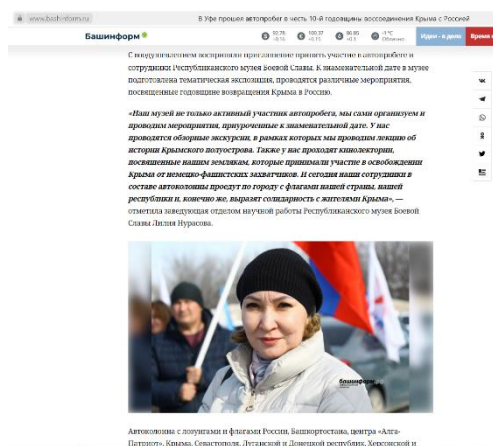 www.bash-inform.ru
В Уфе прошел автопробег в честь 10-й годовщины воссоединения Крыма с Россией
Башинформ
Идеи - в дело
Время
С воодушевлением восприняли приглашение принять участие в автопробеге и
сотрудники Республиканского музея Боевой Славы. К знаменательной дате в музее
подготовлена тематическая экспозиция, проводятся различные мероприятия,
посвященные годовщине возвращения Крыма в Россию.
«Наш музей не только активный участник автопробега, мы сами организуем и
проводим мероприятия, приуроченные к знаменательной дате. У нас
проводятся обзорные экскурсии, в рамках которых мы проводим лекцию об
истории Крымского полуострова. Также у нас проходят кинолектории,
посвященные нашим землякам, которые принимали участие в освобождении
Крыма от немецко-фашистских захватчиков. И сегодня наши сотрудники в
составе автоколонны проедут по городу с флагами нашей страны, нашей
республики и, конечно же, выразят солидарность с жителями Крыма», —
отметила заведующая отделом научной работы Республиканского музея Боевой
Славы Лилия Нурасова.
башинформ
Автоколонна с лозунгами и флагами России, Башкортостана, центра «Алга-
Патриот», Крыма, Севастополя, Луганской и Донецкой республик, Херсонской и